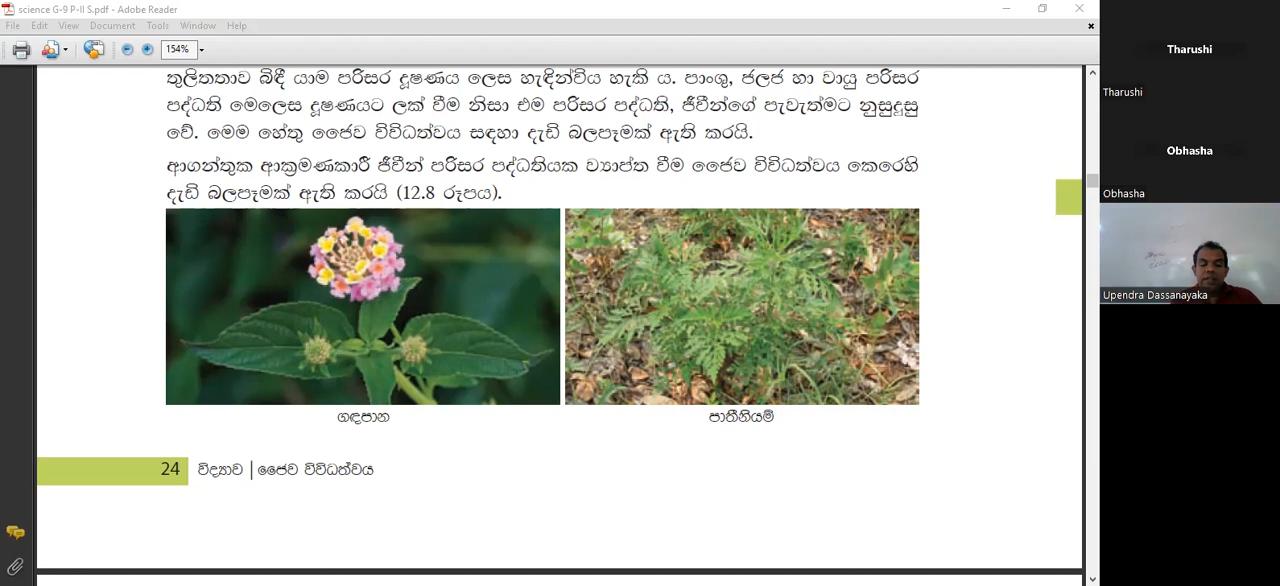 science G-9 P-II S.pdf - Adobe Reader
File Edit View Document Tools Window Help
154%
තුලිතතාව බිඳී යාම පරිසර දූෂණය ලෙස හැඳින්විය හැකි ය. පාංශු, ජලජ හා වායු පරිසර
පද්ධති මෙලෙස දූෂණයට ලක් වීම නිසා එම පරිසර පද්ධති, ජීවීන්ගේ පැවැත්මට නුසුදුසු
වේ. මෙම හේතු ජෛව විවිධත්වය සඳහා දැඩි බලපෑමක් ඇති කරයි.
ආගන්තුක ආක්‍රමණකාරී ජීවීන් පරිසර පද්ධතියක ව්‍යාප්ත වීම ජෛව විවිධත්වය කෙරෙහි
දැඩි බලපෑමක් ඇති කරයි (12.8 රූපය).
ගඳපාන
පාතීනියම්
24 විද්‍යාව | ජෛව විවිධත්වය
Tharushi
Tharushi
Obhasha
Obhasha
Upendra Dassanayaka